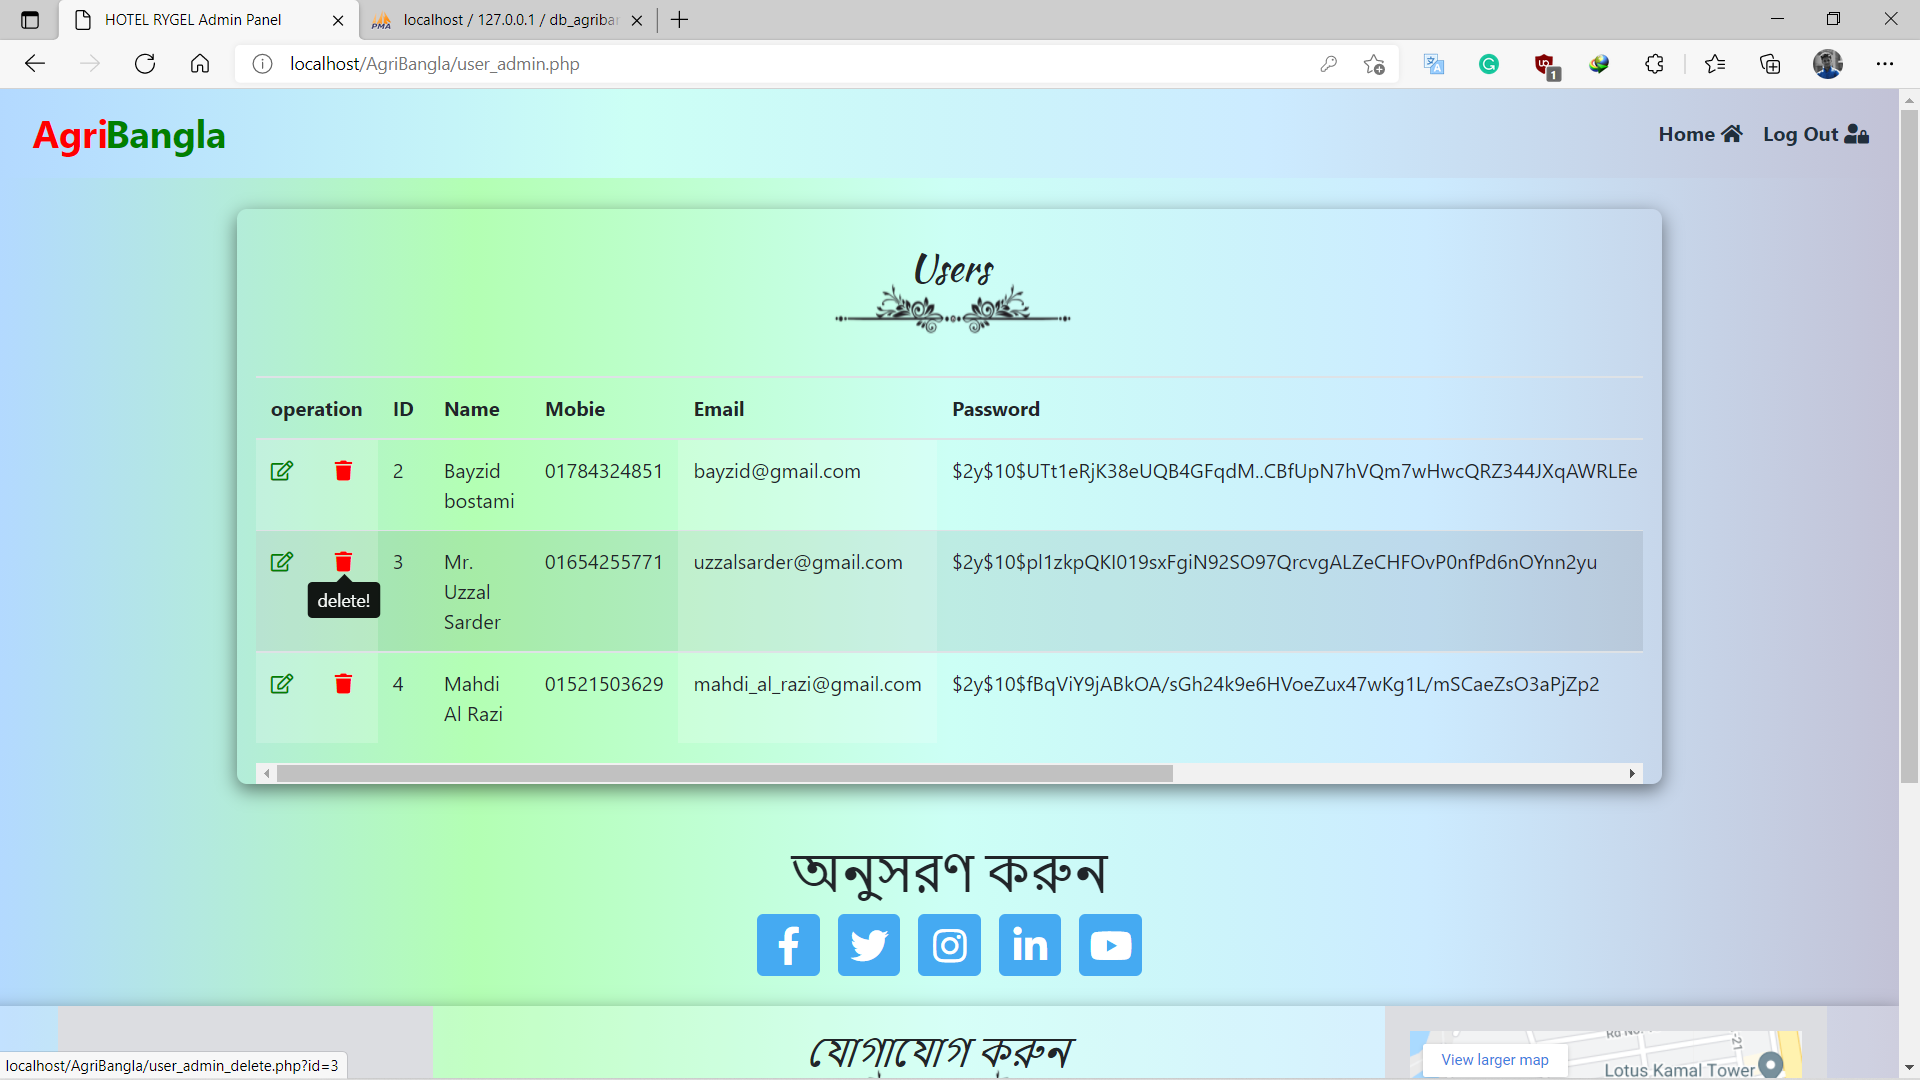 HOTEL RYGEL Admin Panel
localhost / 127.0.0.1 / db_agriba
localhost/AgriBangla/user_admin.php
1
AgriBangla
Home
Log Out
Users
operation ID Name Mobie Email Password
2 Bayzid bostami 01784324851 bayzid@gmail.com $2y$10$UTt1eRjK38eUQB4GFqdM..CBfUpN7hVQm7wHwcQRZ344JXqAWRLEe
3 Mr. Uzzal Sarder 01654255771 uzzalsarder@gmail.com $2y$10$pl1zkpQKI019sxFgiN92SO97QrcvgALZeCHFOvP0nfPd6nOYnn2yu
delete!
4 Mahdi Al Razi 01521503629 mahdi_al_razi@gmail.com $2y$10$fBqViY9jABkOA/sGh24k9e6HVoeZux47wKg1L/mSCaeZsO3aPjZp2
অনুসরণ করুন
যোগাযোগ করুন
View larger map
Lotus Kamal Tower
localhost/AgriBangla/user_admin_delete.php?id=3